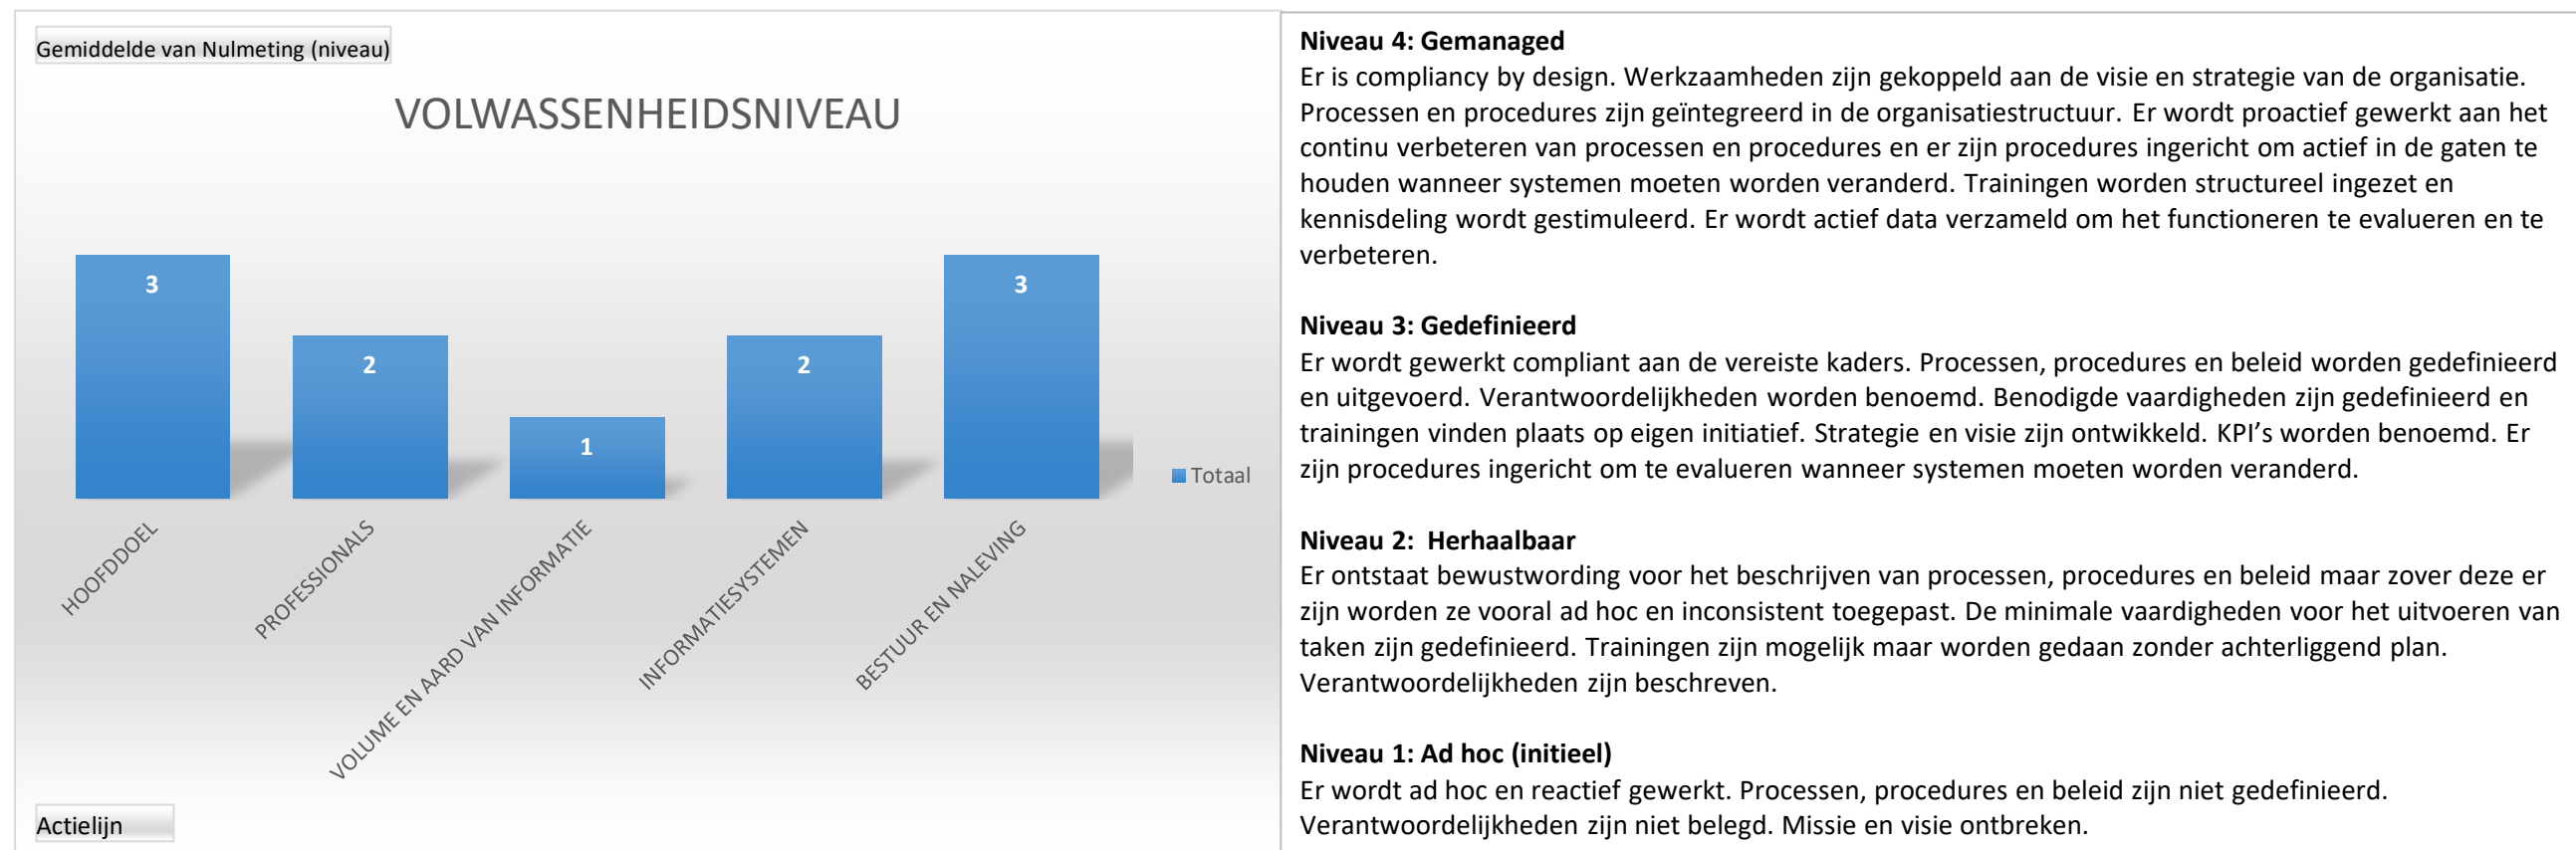 Gemiddelde van Nulmeting (niveau)
VOLWASSENHEIDSNIVEAU
3
2
1
2
3
Totaal
HOOFDDOEL
PROFESSIONALS
VOLUME EN AARD VAN INFORMATIE
INFORMATIESYSTEMEN
BESTUUR EN NALEVING
Actielijn
Niveau 4: Gemanaged
Er is compliancy by design. Werkzaamheden zijn gekoppeld aan de visie en strategie van de organisatie.
Processen en procedures zijn geïntegreerd in de organisatiestructuur. Er wordt proactief gewerkt aan het
continu verbeteren van processen en procedures en er zijn procedures ingericht om actief in de gaten te
houden wanneer systemen moeten worden veranderd. Trainingen worden structureel ingezet en
kennisdeling wordt gestimuleerd. Er wordt actief data verzameld om het functioneren te evalueren en te
verbeteren.
Niveau 3: Gedefinieerd
Er wordt gewerkt compliant aan de vereiste kaders. Processen, procedures en beleid worden gedefinieerd
en uitgevoerd. Verantwoordelijkheden worden benoemd. Benodigde vaardigheden zijn gedefinieerd en
trainingen vinden plaats op eigen initiatief. Strategie en visie zijn ontwikkeld. KPI's worden benoemd. Er
zijn procedures ingericht om te evalueren wanneer systemen moeten worden veranderd.
Niveau 2:  Herhaalbaar
Er ontstaat bewustwording voor het beschrijven van processen, procedures en beleid maar zover deze er
zijn worden ze vooral ad hoc en inconsistent toegepast. De minimale vaardigheden voor het uitvoeren van
taken zijn gedefinieerd. Trainingen zijn mogelijk maar worden gedaan zonder achterliggend plan.
Verantwoordelijkheden zijn beschreven.
Niveau 1: Ad hoc (initieel)
Er wordt ad hoc en reactief gewerkt. Processen, procedures en beleid zijn niet gedefinieerd.
Verantwoordelijkheden zijn niet belegd. Missie en visie ontbreken.